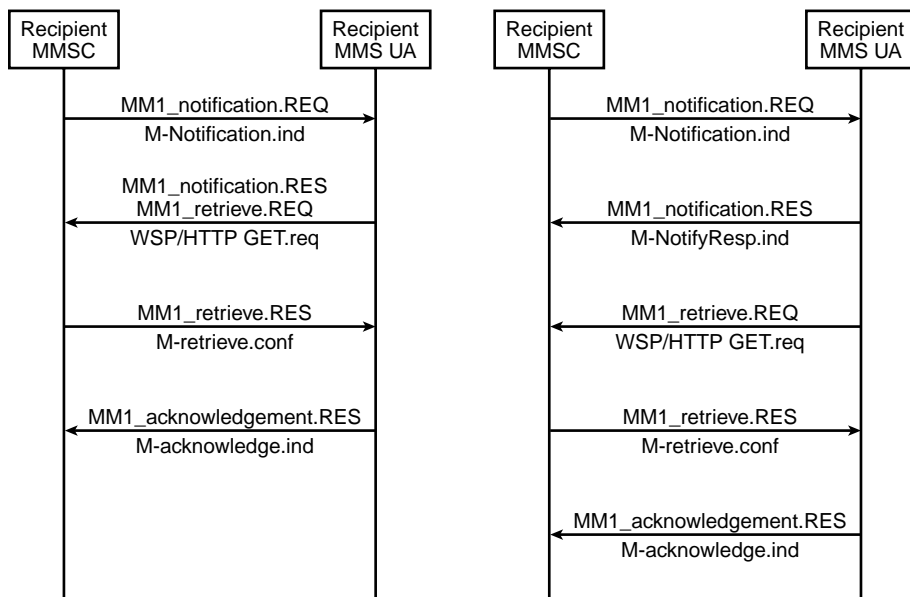 Recipient
MMSC
Recipient
MMS UA
MM1_notification.REQ
M-Notification.ind
MM1_notification.RES
MM1_retrieve.REQ
WSP/HTTP GET.req
MM1_retrieve.RES
M-retrieve.conf
MM1_acknowledgement.RES
M-acknowledge.ind
Recipient
MMSC
Recipient
MMS UA
MM1_notification.REQ
M-Notification.ind
MM1_notification.RES
M-NotifyResp.ind
MM1_retrieve.REQ
WSP/HTTP GET.req
MM1_retrieve.RES
M-retrieve.conf
MM1_acknowledgement.RES
M-acknowledge.ind